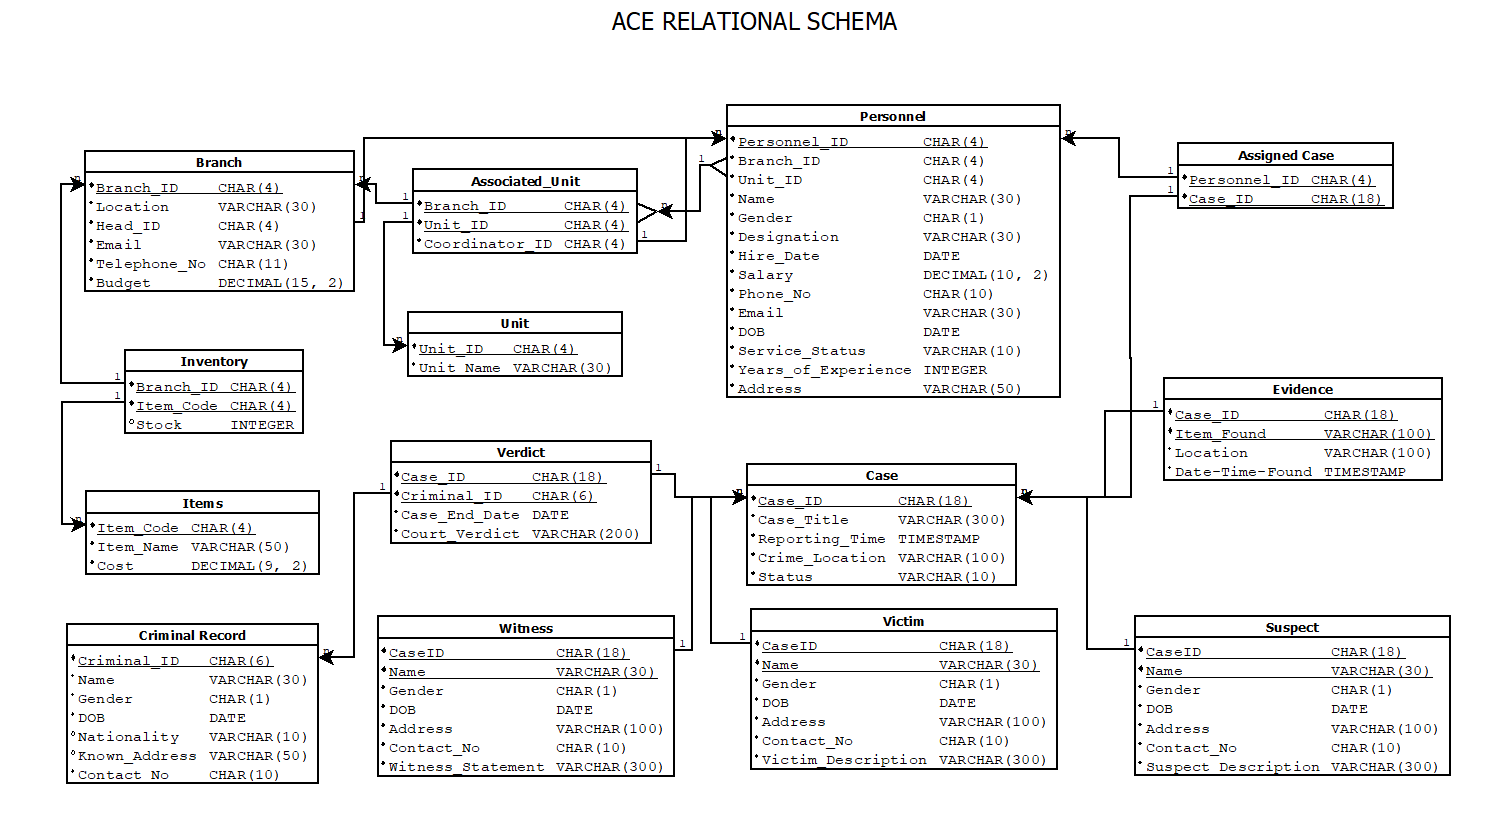 ACE RELATIONAL SCHEMA
Personnel
Personnel_ID CHAR(4)
Branch_ID CHAR(4)
Unit_ID CHAR(4)
Name VARCHAR(30)
Gender CHAR(1)
Designation VARCHAR(30)
Hire_Date DATE
Salary DECIMAL(10, 2)
Phone_No CHAR(10)
Email VARCHAR(30)
DOB DATE
Service_Status VARCHAR(10)
Years_of_Experience INTEGER
Address VARCHAR(50)
Branch
Branch_ID CHAR(4)
Location VARCHAR(30)
Head_ID CHAR(4)
Email VARCHAR(30)
Telephone_No CHAR(11)
Budget DECIMAL(15, 2)
Associated_Unit
Branch_ID CHAR(4)
Unit_ID CHAR(4)
Coordinator_ID CHAR(4)
Assigned Case
Personnel_ID CHAR(4)
Case_ID CHAR(18)
Unit
Unit_ID CHAR(4)
Unit_Name VARCHAR(30)
Inventory
Branch_ID CHAR(4)
Item_Code CHAR(4)
Stock INTEGER
Evidence
Case_ID CHAR(18)
Item_Found VARCHAR(100)
Location VARCHAR(100)
Date-Time-Found TIMESTAMP
Verdict
Case_ID CHAR(18)
Criminal_ID CHAR(6)
Case_End_Date DATE
Court_Verdict VARCHAR(200)
Case
Case_ID CHAR(18)
Case_Title VARCHAR(300)
Reporting_Time TIMESTAMP
Crime_Location VARCHAR(100)
Status VARCHAR(10)
Items
Item_Code CHAR(4)
Item_Name VARCHAR(50)
Cost DECIMAL(9, 2)
Criminal Record
Criminal_ID CHAR(6)
Name VARCHAR(30)
Gender CHAR(1)
DOB DATE
Nationality VARCHAR(10)
Known_Address VARCHAR(50)
Contact_No CHAR(10)
Witness
CaseID CHAR(18)
Name VARCHAR(30)
Gender CHAR(1)
DOB DATE
Address VARCHAR(100)
Contact_No CHAR(10)
Witness_Statement VARCHAR(300)
Victim
CaseID CHAR(18)
Name VARCHAR(30)
Gender CHAR(1)
DOB DATE
Address VARCHAR(100)
Contact_No CHAR(10)
Victim_Description VARCHAR(300)
Suspect
CaseID CHAR(18)
Name VARCHAR(30)
Gender CHAR(1)
DOB DATE
Address VARCHAR(100)
Contact_No CHAR(10)
Suspect_Description VARCHAR(300)